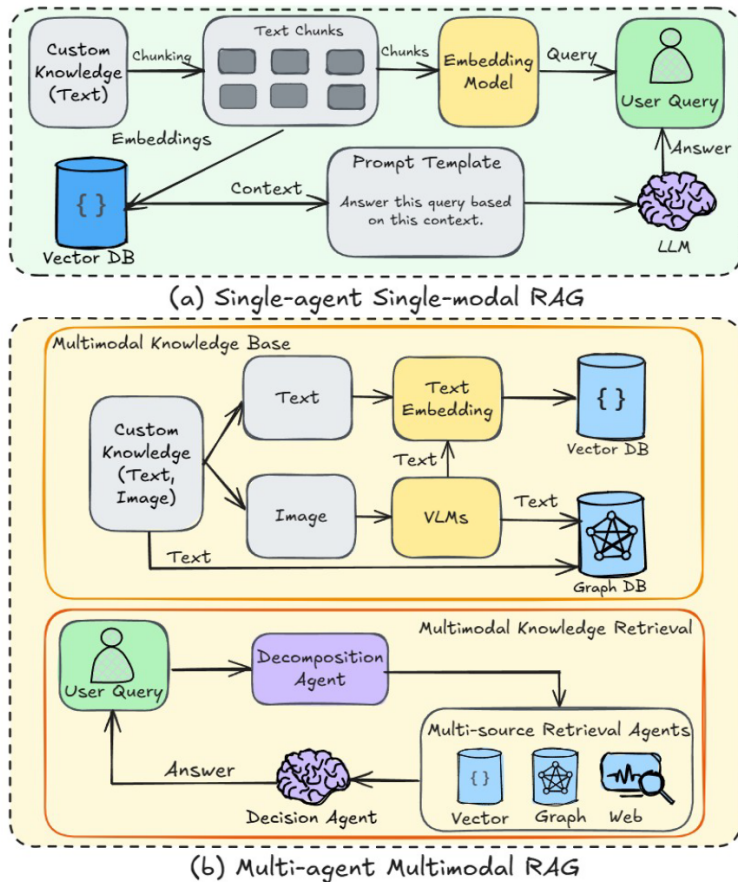 Custom
Knowledge
(Text)
Chunking
Text Chunks
Chunks
Embedding
Model
Query
User Query
Embeddings
{ }
Vector DB
Context
Prompt Template
Answer this query based
on this context.
Answer
LLM
(a) Single-agent Single-modal RAG
Multimodal Knowledge Base
Custom
Knowledge
(Text,
Image)
Text
Text
Embedding
{ }
Vector DB
Text
Image
VLMs
Text
Graph DB
Text
Multimodal Knowledge Retrieval
User Query
Decomposition
Agent
Multi-source Retrieval Agents
{ }
Vector
Graph
Web
Answer
Decision Agent
(b) Multi-agent Multimodal RAG